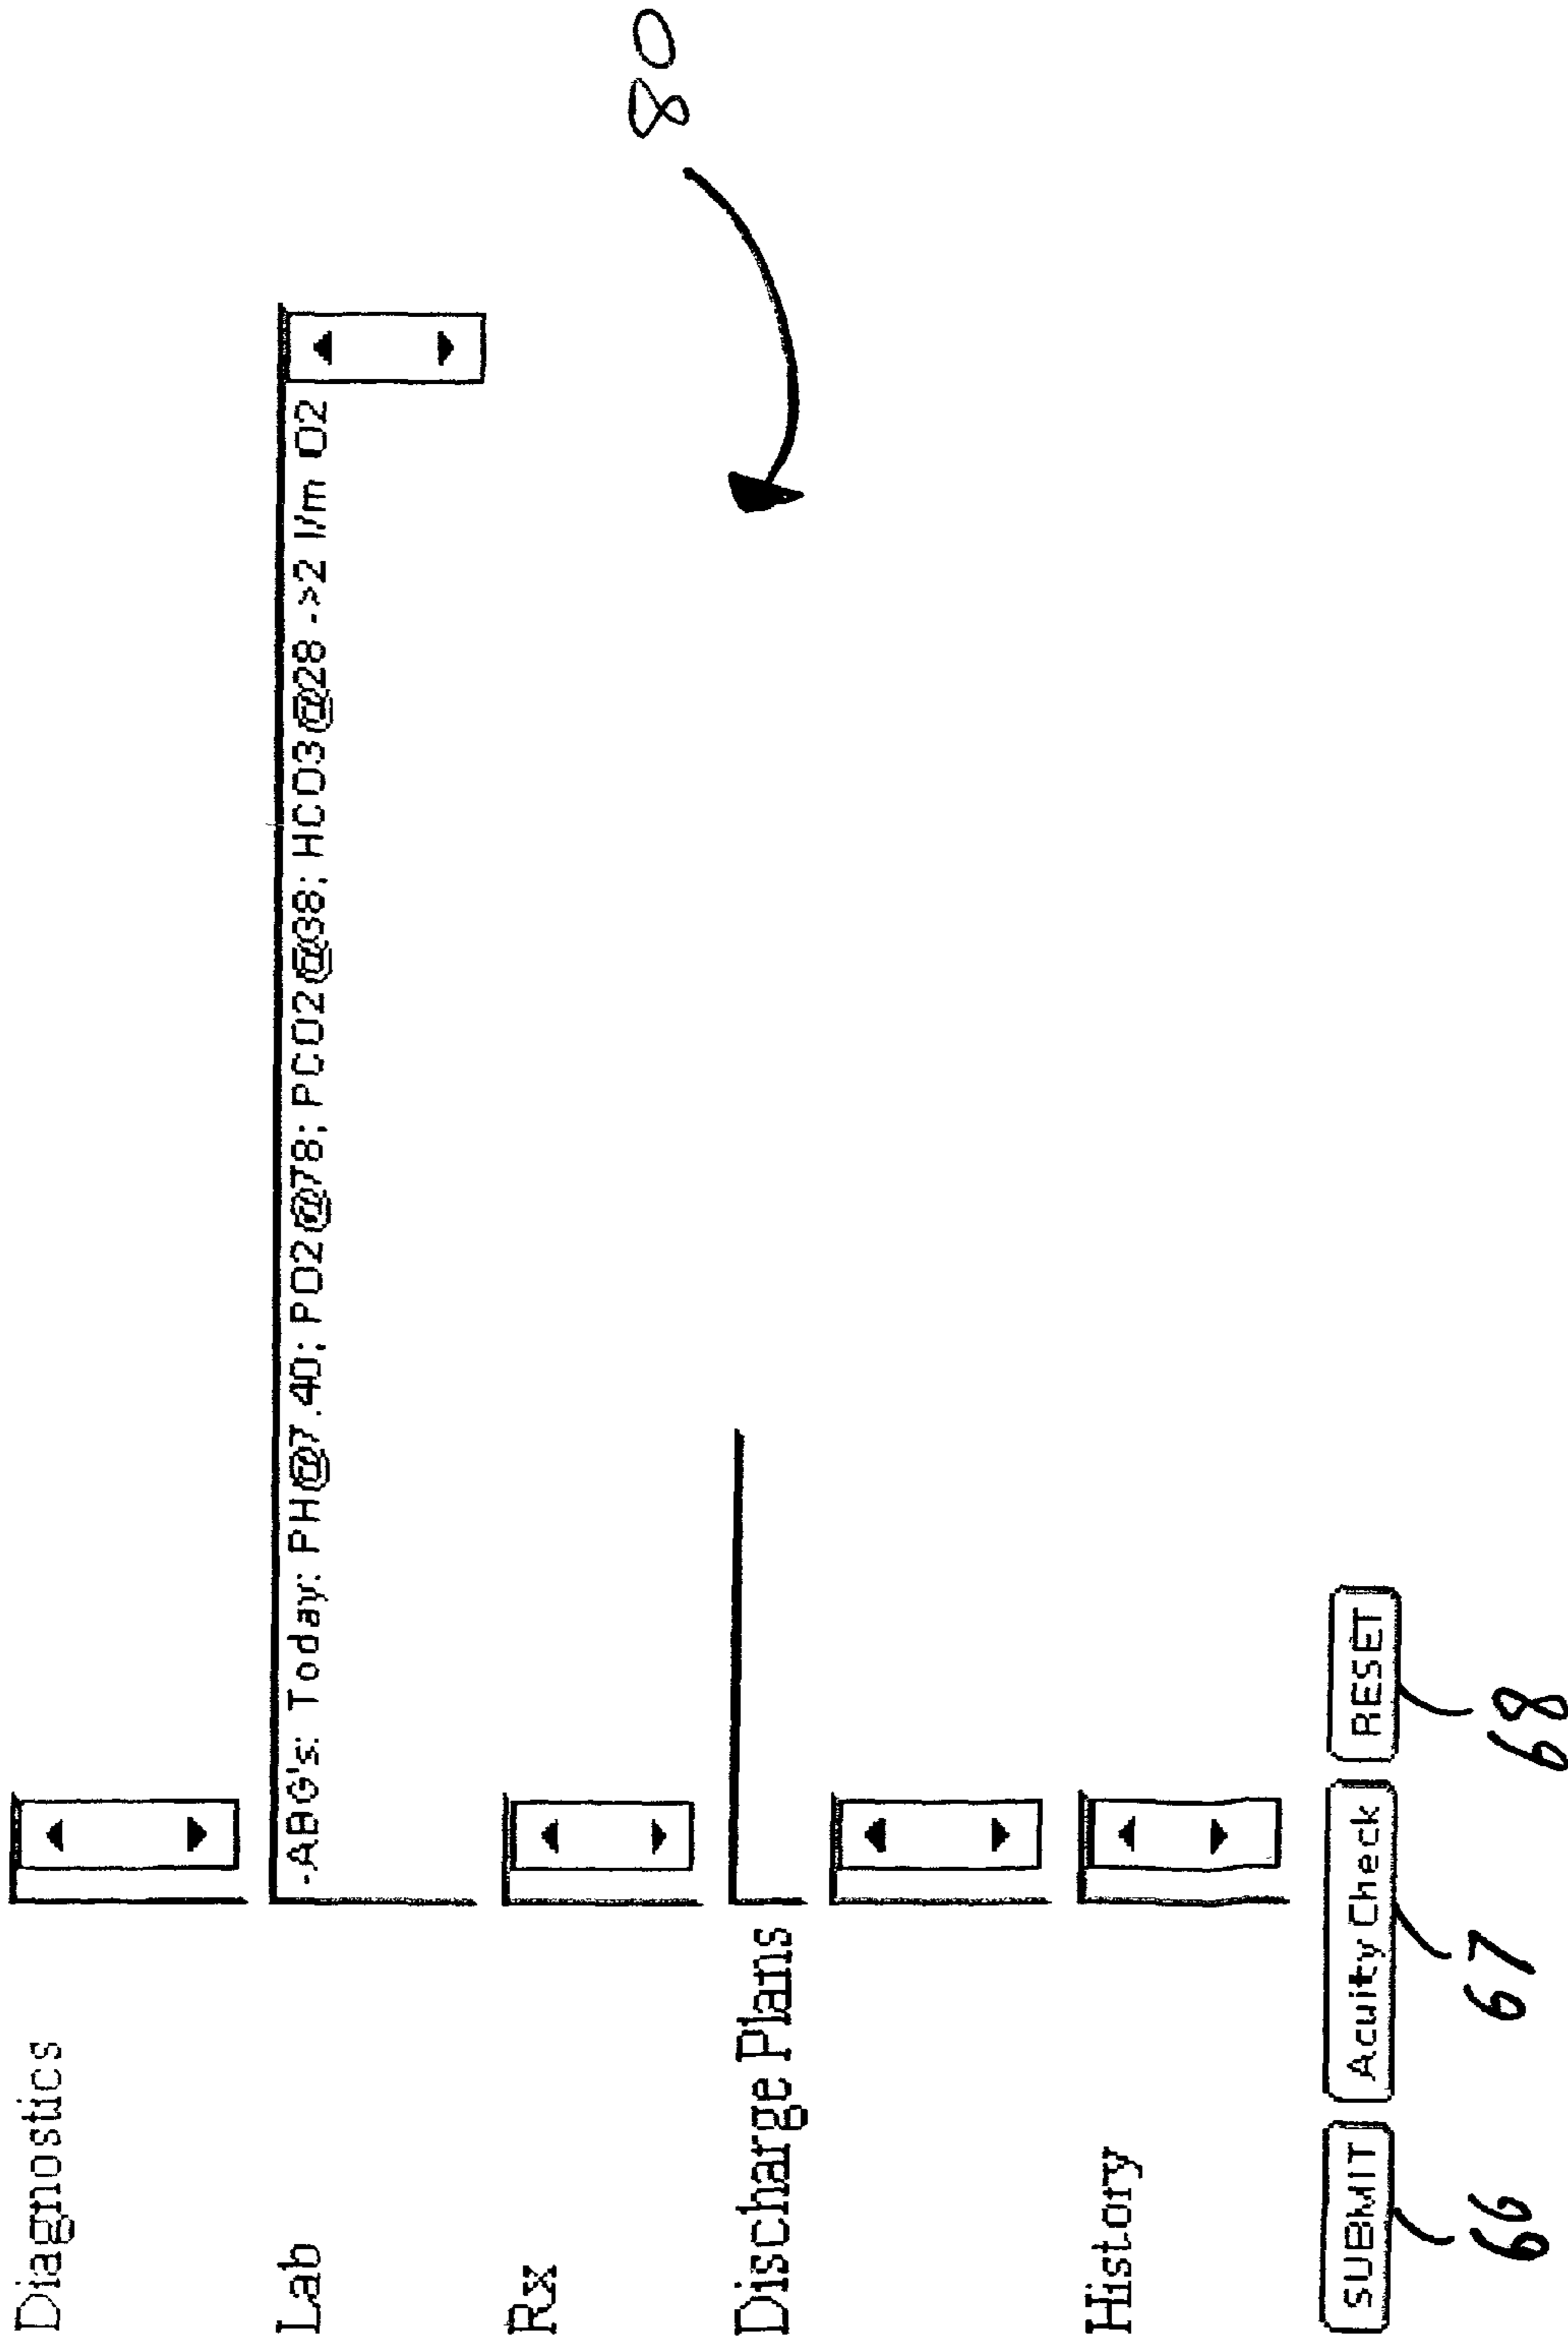 Diagnostics
Lab
-ABG's: Today: PH@7.40; PO2@78; PCO2@38; HCO3@28 ->2 l/m O2
Rx
80
Discharge Plans
History
SUBMIT Acuity Check RESET
66 67 68